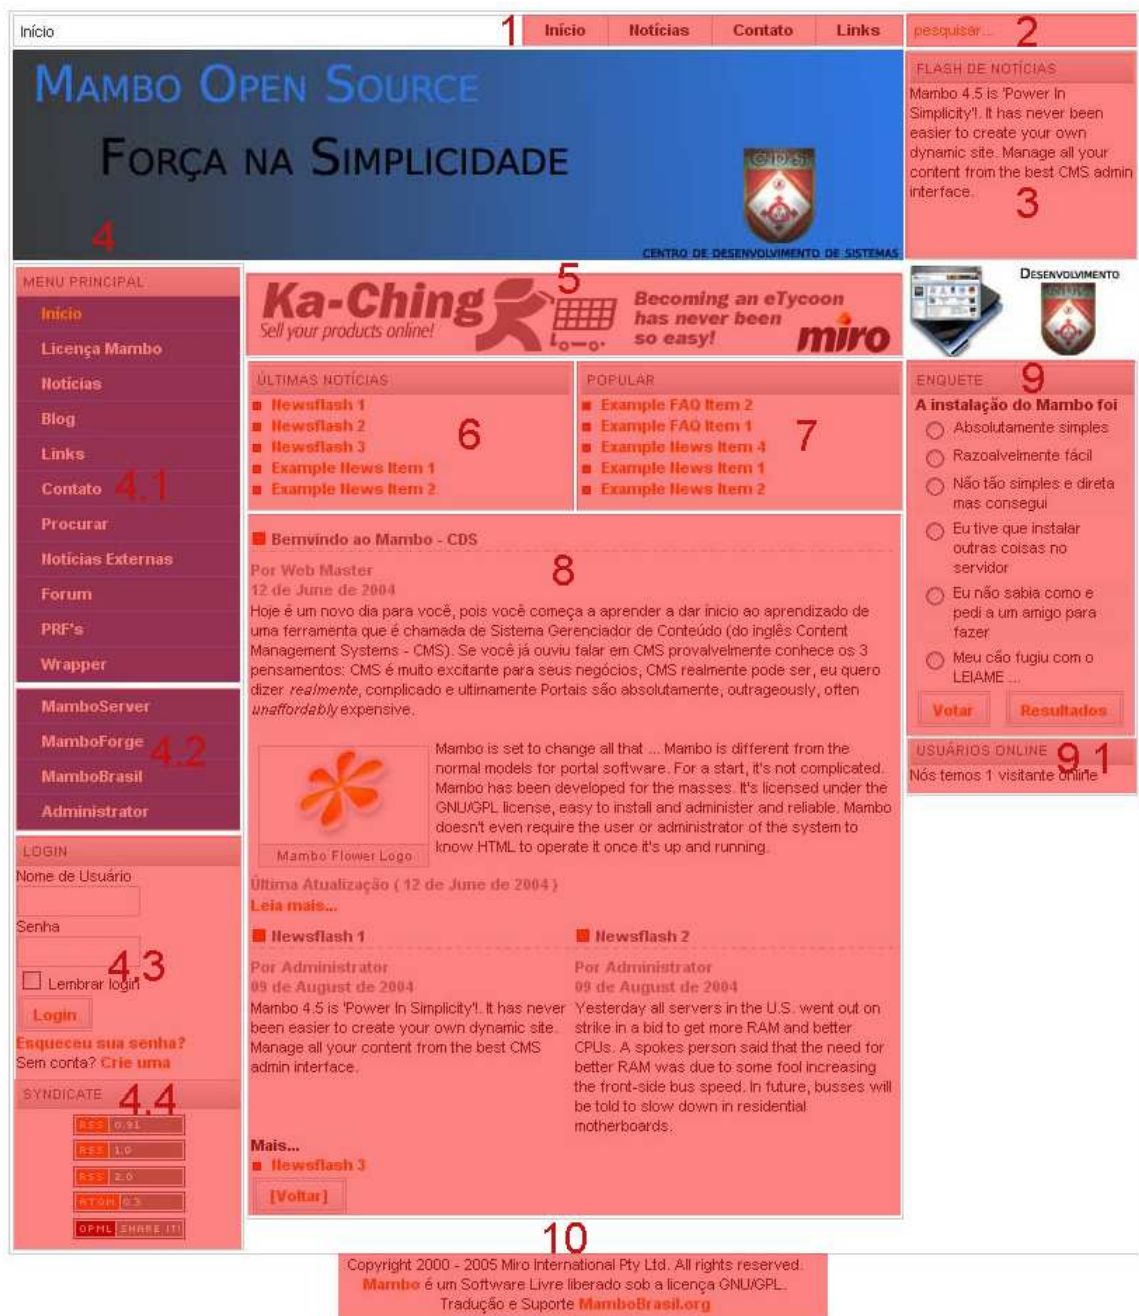 Início
1
Início Notícias Contato Links
pesquisar...
2
MAMBO OPEN SOURCE
FORÇA NA SIMPLICIDADE
CDS
CENTRO DE DESENVOLVIMENTO DE SISTEMAS
4
FLASH DE NOTÍCIAS
Mambo 4.5 is 'Power In
Simplicity'!. It has never been
easier to create your own
dynamic site. Manage all your
content from the best CMS admin
interface.
3
MENU PRINCIPAL
Início
Licença Mambo
Notícias
Blog
Links
Contato
4.1
Procurar
Notícias Externas
Forum
PRF's
Wrapper
MamboServer
MamboForge
4.2
MamboBrasil
Administrator
LOGIN
Nome de Usuário
Senha
4.3
Lembrar login
Login
Esqueceu sua senha?
Sem conta? Crie uma
SYNDICATE
4.4
RSS 0.91
RSS 1.0
RSS 2.0
ATOM 0.3
OPML SHARE IT!
5
Ka-Ching
Sell your products online!
Becoming an eTycoon
has never been
so easy!
miro
ÚLTIMAS NOTÍCIAS
Newsflash 1
Newsflash 2
Newsflash 3
Example News Item 1
Example News Item 2
6
POPULAR
Example FAQ Item 2
Example FAQ Item 1
Example News Item 4
Example News Item 1
Example News Item 2
7
Bemvindo ao Mambo - CDS
8
Por Web Master
12 de June de 2004
Hoje é um novo dia para você, pois você começa a aprender a dar ínicio ao aprendizado de
uma ferramenta que é chamada de Sistema Gerenciador de Conteúdo (do inglês Content
Management Systems - CMS). Se você já ouviu falar em CMS provalvelmente conhece os 3
pensamentos: CMS é muito excitante para seus negócios, CMS realmente pode ser, eu quero
dizer realmente, complicado e ultimamente Portais são absolutamente, outrageously, often
unaffordably expensive.
Mambo is set to change all that ... Mambo is different from the
normal models for portal software. For a start, it's not complicated.
Mambo has been developed for the masses. It's licensed under the
GNU/GPL license, easy to install and administer and reliable. Mambo
doesn't even require the user or administrator of the system to
know HTML to operate it once it's up and running.
Mambo Flower Logo
Última Atualização ( 12 de June de 2004 )
Leia mais...
Newsflash 1
Por Administrator
09 de August de 2004
Mambo 4.5 is 'Power In Simplicity'!. It has never
been easier to create your own dynamic site.
Manage all your content from the best CMS
admin interface.
Newsflash 2
Por Administrator
09 de August de 2004
Yesterday all servers in the U.S. went out on
strike in a bid to get more RAM and better
CPUs. A spokes person said that the need for
better RAM was due to some fool increasing
the front-side bus speed. In future, busses will
be told to slow down in residential
motherboards.
Mais...
Newsflash 3
[Voltar]
DESENVOLVIMENTO
CDS
ENQUETE
9
A instalação do Mambo foi
Absolutamente simples
Razoalvelmente fácil
Não tão simples e direta
mas consegui
Eu tive que instalar
outras coisas no
servidor
Eu não sabia como e
pedi a um amigo para
fazer
Meu cão fugiu com o
LEIAME ...
Votar Resultados
USUÁRIOS ONLINE
9.1
Nós temos 1 visitante online
10
Copyright 2000 - 2005 Miro International Pty Ltd. All rights reserved.
Mambo é um Software Livre liberado sob a licença GNU/GPL.
Tradução e Suporte MamboBrasil.org